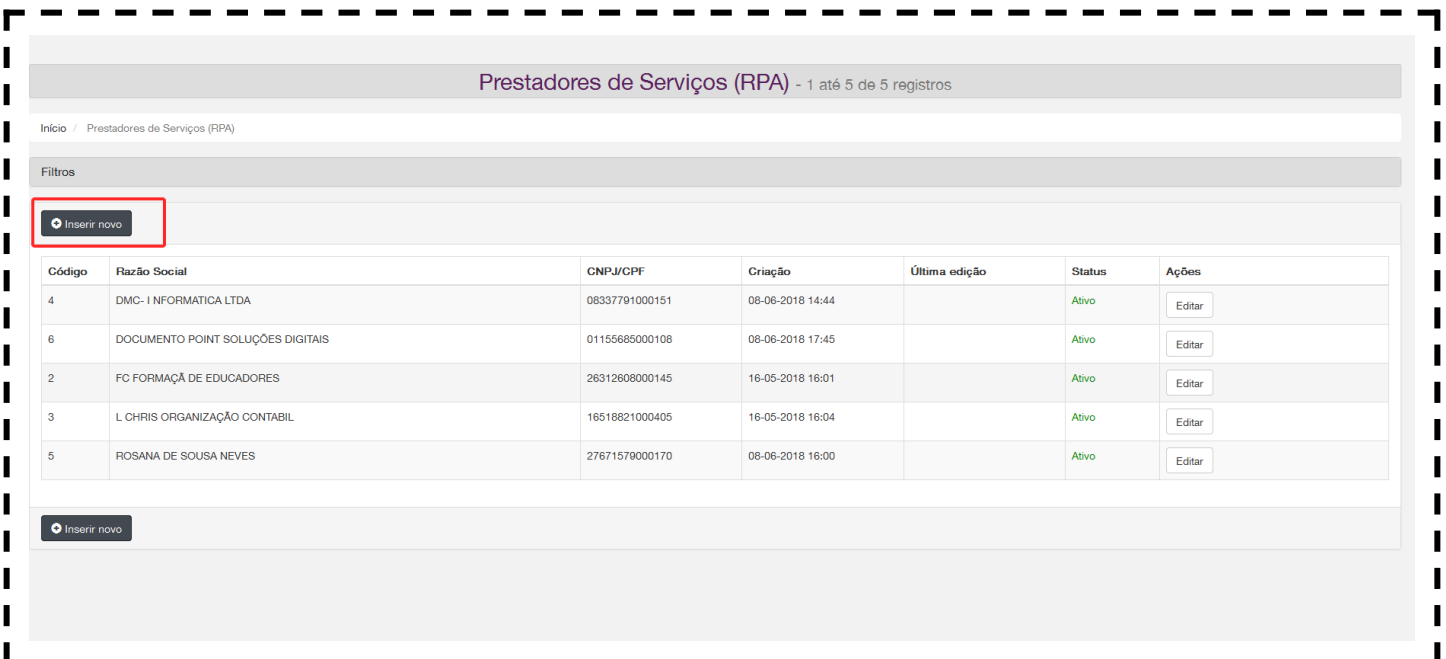 Prestadores de Serviços (RPA) - 1 até 5 de 5 registros
Início / Prestadores de Serviços (RPA)
Filtros
Inserir novo
Código Razão Social CNPJ/CPF Criação Última edição Status Ações
4 DMC- I NFORMATICA LTDA 08337791000151 08-06-2018 14:44 Ativo Editar
6 DOCUMENTO POINT SOLUÇÕES DIGITAIS 01155685000108 08-06-2018 17:45 Ativo Editar
2 FC FORMAÇÃ DE EDUCADORES 26312608000145 16-05-2018 16:01 Ativo Editar
3 L CHRIS ORGANIZAÇÃO CONTABIL 16518821000405 16-05-2018 16:04 Ativo Editar
5 ROSANA DE SOUSA NEVES 27671579000170 08-06-2018 16:00 Ativo Editar
Inserir novo